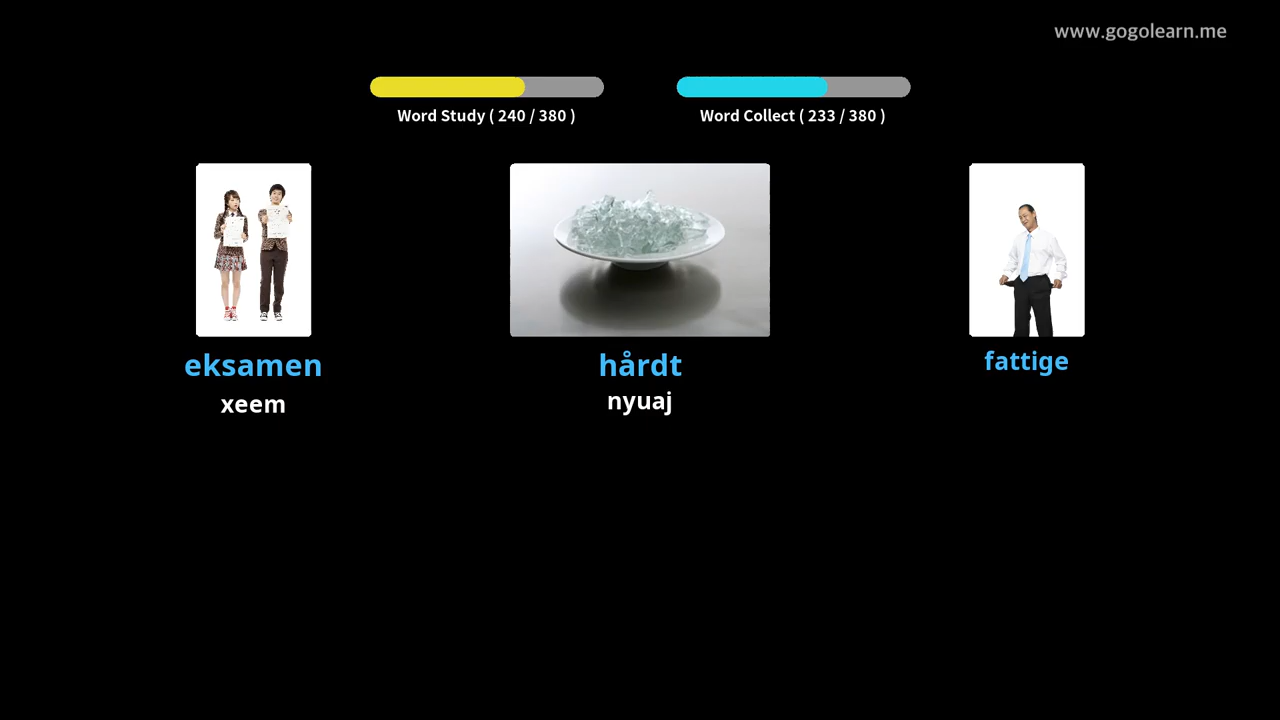 www.gogolearn.me
Word Study ( 240 / 380 )
Word Collect ( 233 / 380 )
eksamen
xeem
hårdt
nyuaj
fattige